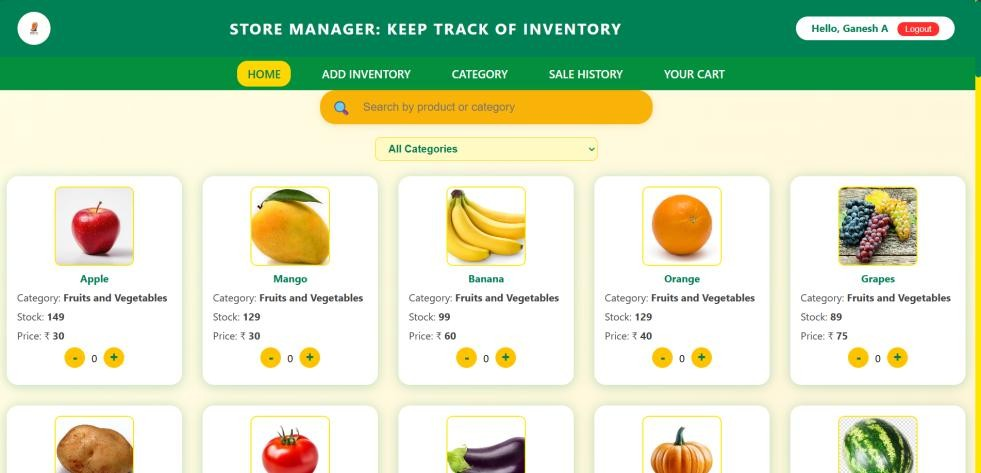 STORE MANAGER: KEEP TRACK OF INVENTORY
Hello, Ganesh A
Logout
HOME
ADD INVENTORY
CATEGORY
SALE HISTORY
YOUR CART
Search by product or category
All Categories
Apple
Category: Fruits and Vegetables
Stock: 149
Price: ₹ 30
- 0 +
Mango
Category: Fruits and Vegetables
Stock: 129
Price: ₹ 30
- 0 +
Banana
Category: Fruits and Vegetables
Stock: 99
Price: ₹ 60
- 0 +
Orange
Category: Fruits and Vegetables
Stock: 129
Price: ₹ 40
- 0 +
Grapes
Category: Fruits and Vegetables
Stock: 89
Price: ₹ 75
- 0 +